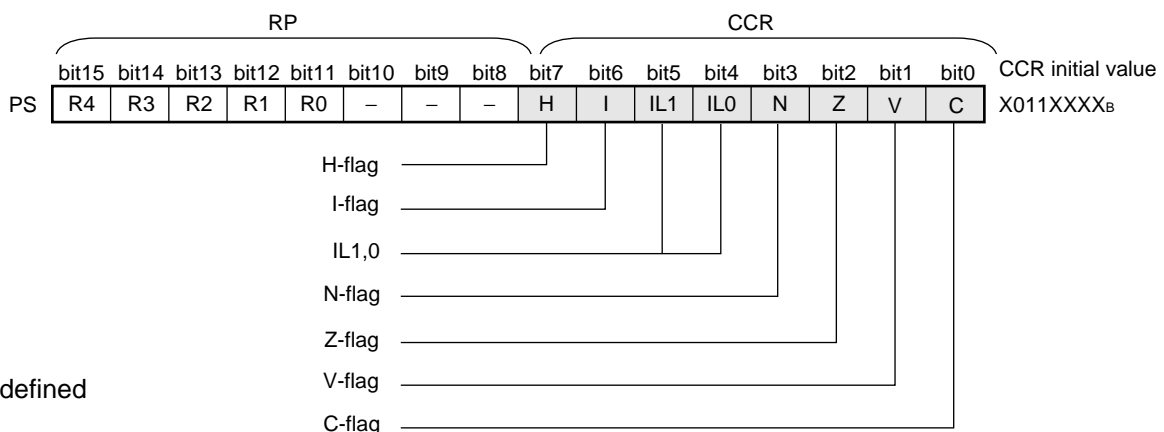 RP CCR
bit15 bit14 bit13 bit12 bit11 bit10 bit9 bit8 bit7 bit6 bit5 bit4 bit3 bit2 bit1 bit0 CCR initial value
PS R4 R3 R2 R1 R0 – – – H I IL1 IL0 N Z V C X011XXXXB
H-flag
I-flag
IL1,0
N-flag
Z-flag
defined V-flag
C-flag